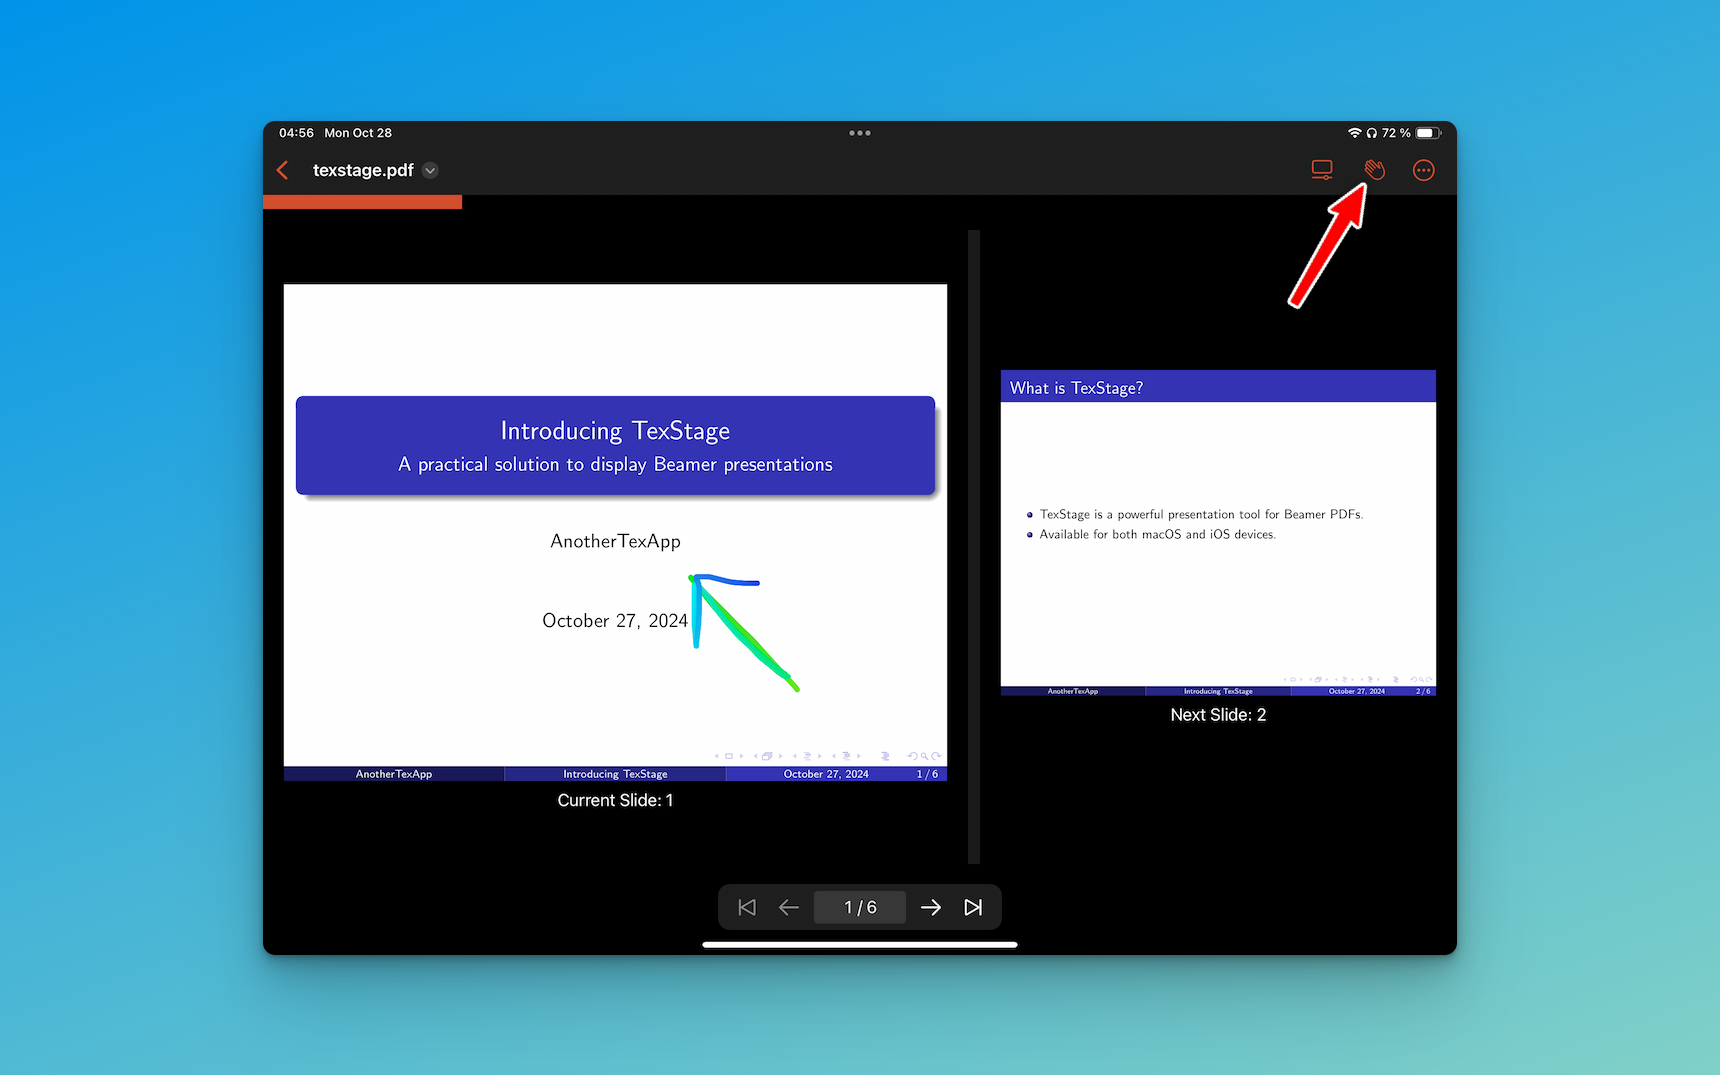 04:56 Mon Oct 28
72 %
texstage.pdf
Introducing TexStage
A practical solution to display Beamer presentations
AnotherTexApp
October 27, 2024
AnotherTexApp Introducing TexStage October 27, 2024 1 / 6
Current Slide: 1
What is TexStage?
TexStage is a powerful presentation tool for Beamer PDFs.
Available for both macOS and iOS devices.
AnotherTexApp Introducing TexStage October 27, 2024 2 / 6
Next Slide: 2
1 / 6